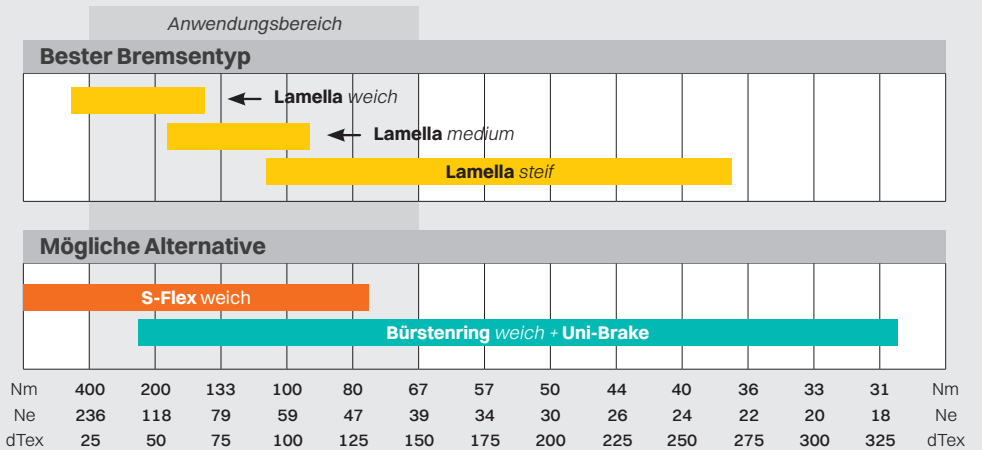 Anwendungsbereich
Bester Bremsentyp
Lamella weich
Lamella medium
Lamella steif
Mögliche Alternative
S-Flex weich
Bürstenring weich + Uni-Brake
Nm 400 200 133 100 80 67 57 50 44 40 36 33 31 Nm
Ne 236 118 79 59 47 39 34 30 26 24 22 20 18 Ne
dTex 25 50 75 100 125 150 175 200 225 250 275 300 325 dTex